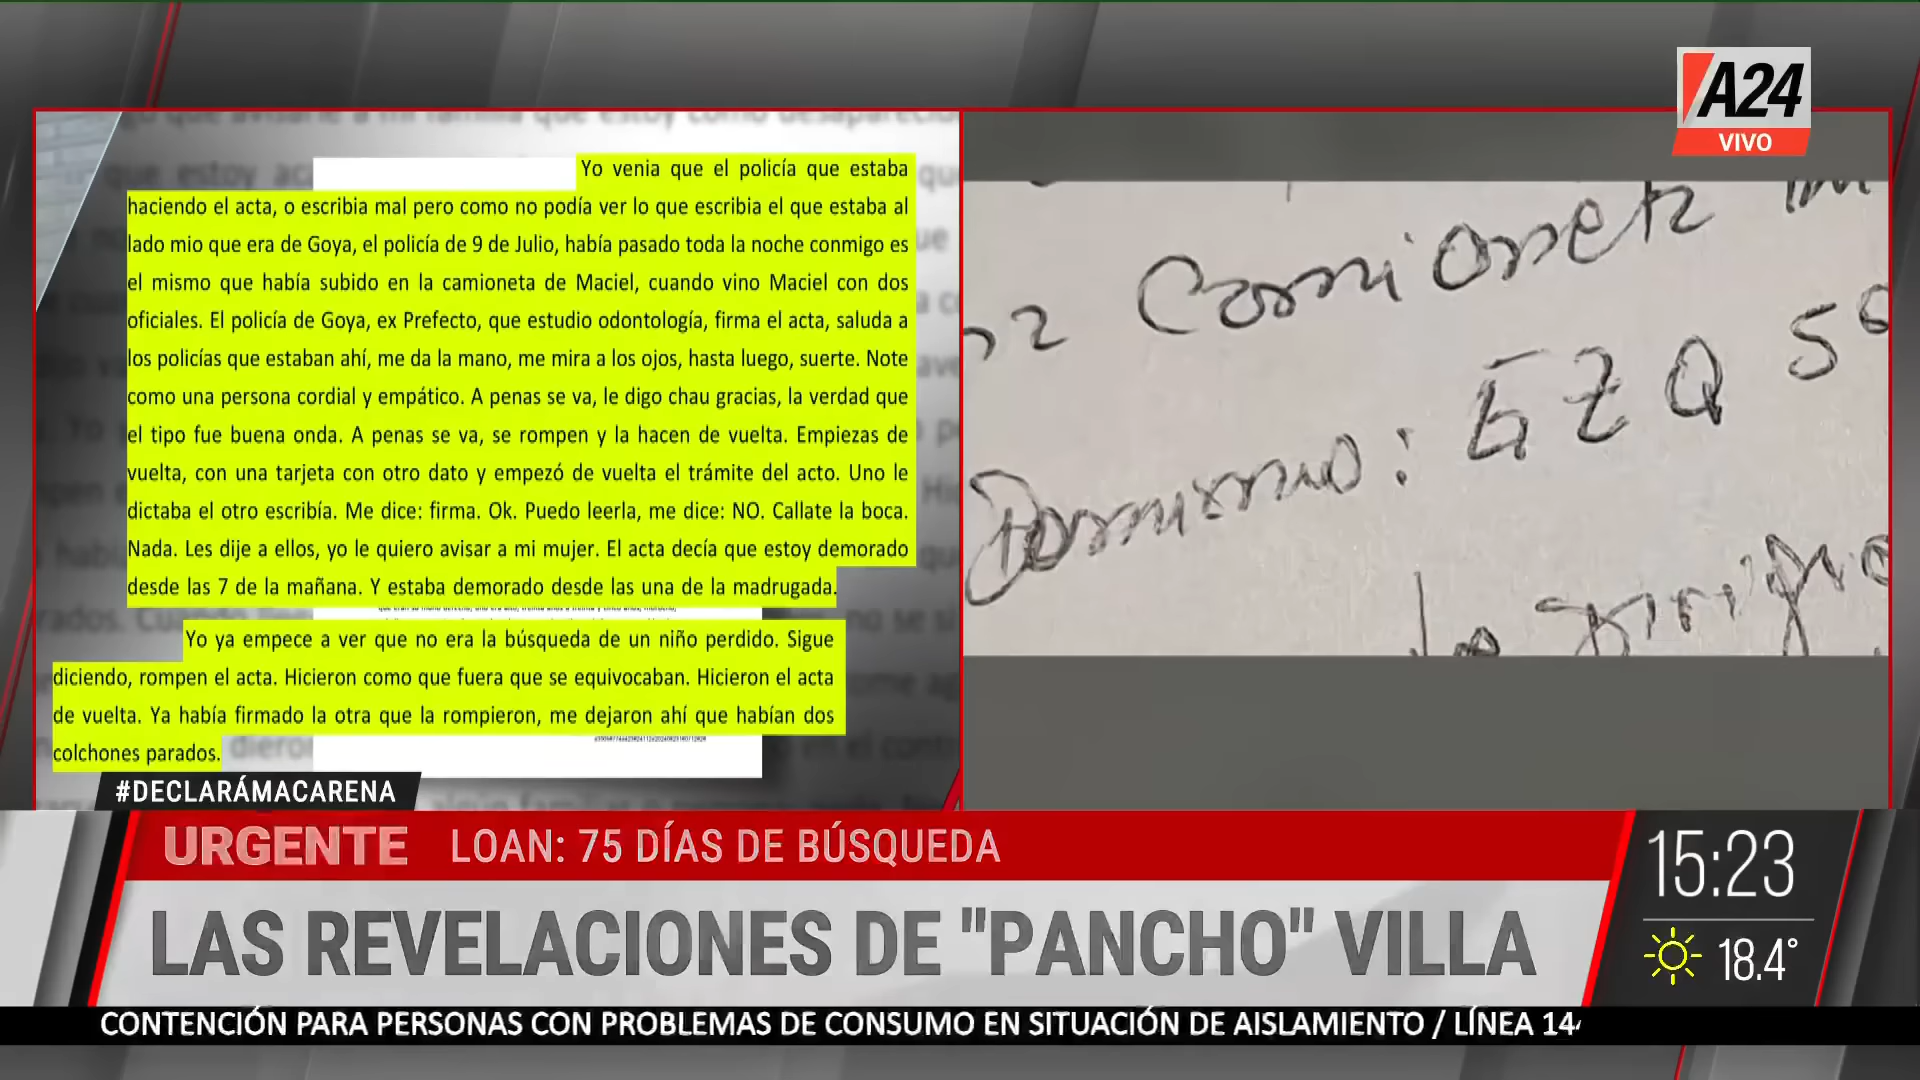 A24
VIVO
Yo venia que el policía que estaba
haciendo el acta, o escribia mal pero como no podía ver lo que escribia el que estaba al
lado mio que era de Goya, el policía de 9 de Julio, había pasado toda la noche conmigo es
el mismo que había subido en la camioneta de Maciel, cuando vino Maciel con dos
oficiales. El policía de Goya, ex Prefecto, que estudio odontología, firma el acta, saluda a
los policías que estaban ahí, me da la mano, me mira a los ojos, hasta luego, suerte. Note
como una persona cordial y empático. A penas se va, le digo chau gracias, la verdad que
el tipo fue buena onda. A penas se va, se rompen y la hacen de vuelta. Empiezas de
vuelta, con una tarjeta con otro dato y empezó de vuelta el trámite del acto. Uno le
dictaba el otro escribía. Me dice: firma. Ok. Puedo leerla, me dice: NO. Callate la boca.
Nada. Les dije a ellos, yo le quiero avisar a mi mujer. El acta decía que estoy demorado
desde las 7 de la mañana. Y estaba demorado desde las una de la madrugada.
Yo ya empece a ver que no era la búsqueda de un niño perdido. Sigue
diciendo, rompen el acta. Hicieron como que fuera que se equivocaban. Hicieron el acta
de vuelta. Ya había firmado la otra que la rompieron, me dejaron ahí que habían dos
colchones parados.
Camioneta
Dominio: EZQ 5
#DECLARÁMACARENA
URGENTE LOAN: 75 DÍAS DE BÚSQUEDA
LAS REVELACIONES DE "PANCHO" VILLA
15:23
18.4°
CONTENCIÓN PARA PERSONAS CON PROBLEMAS DE CONSUMO EN SITUACIÓN DE AISLAMIENTO / LÍNEA 14